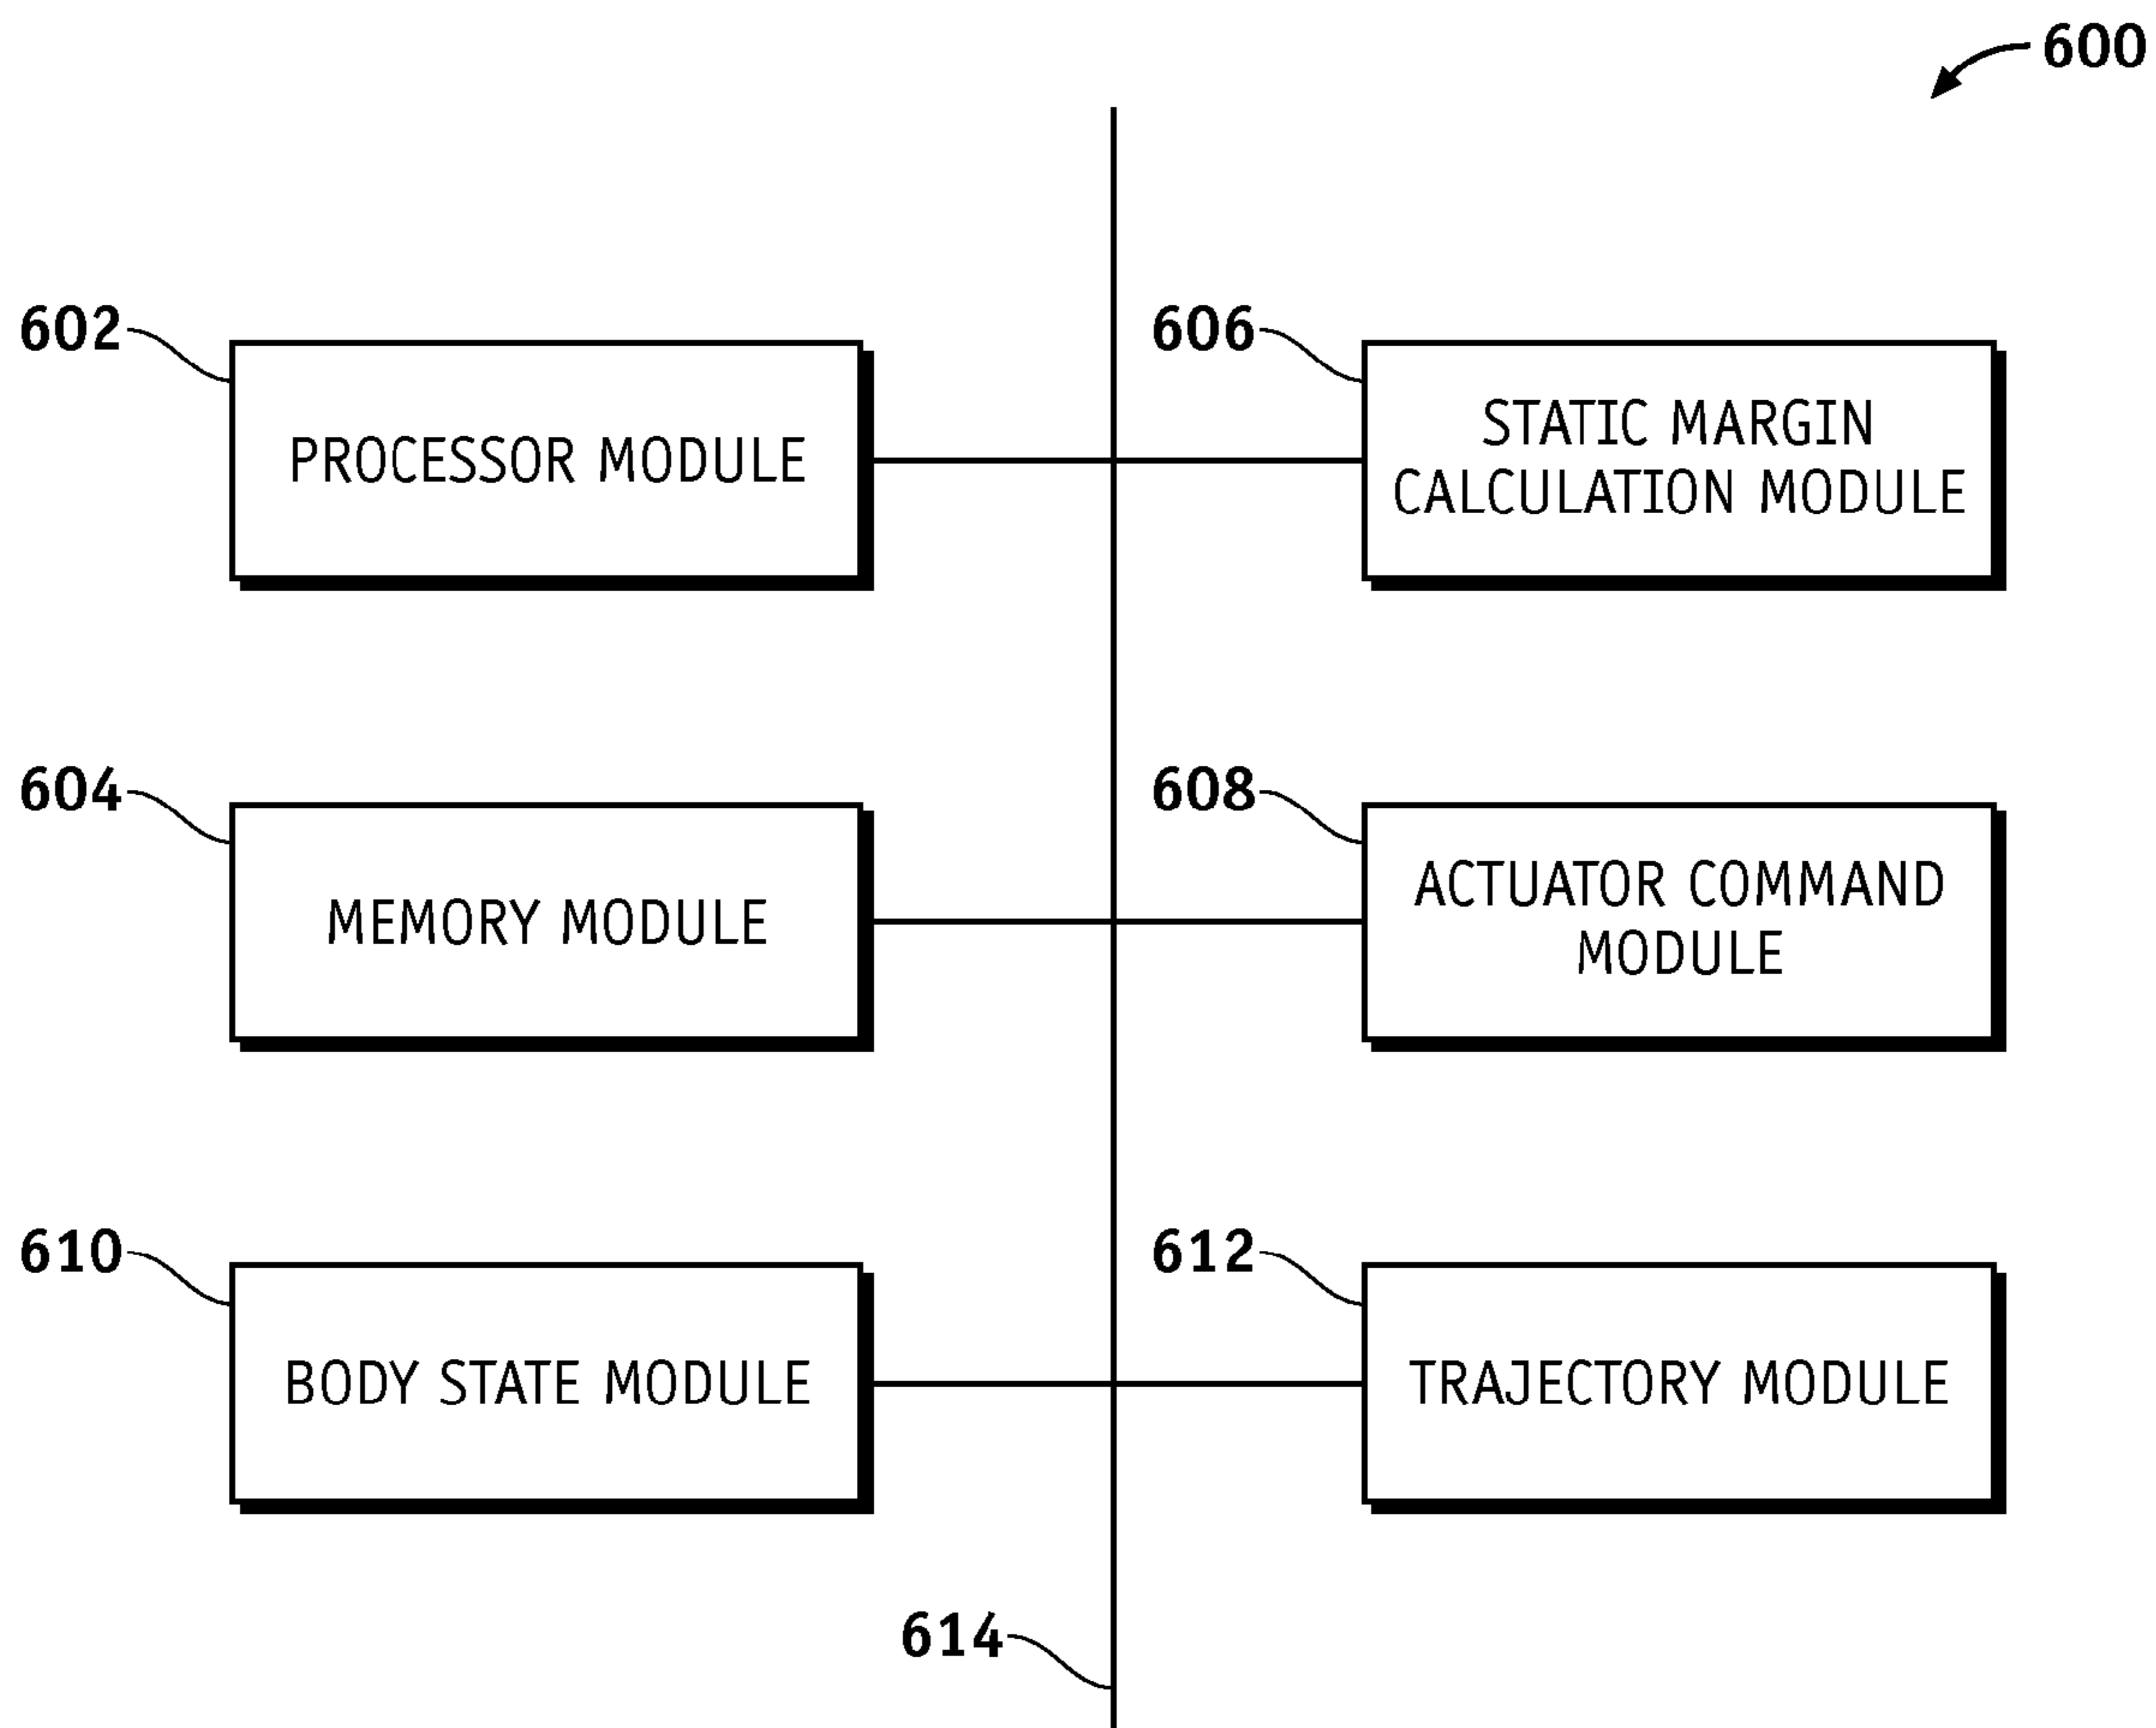 600
602
PROCESSOR MODULE
606
STATIC MARGIN
CALCULATION MODULE
604
MEMORY MODULE
608
ACTUATOR COMMAND
MODULE
610
BODY STATE MODULE
612
TRAJECTORY MODULE
614